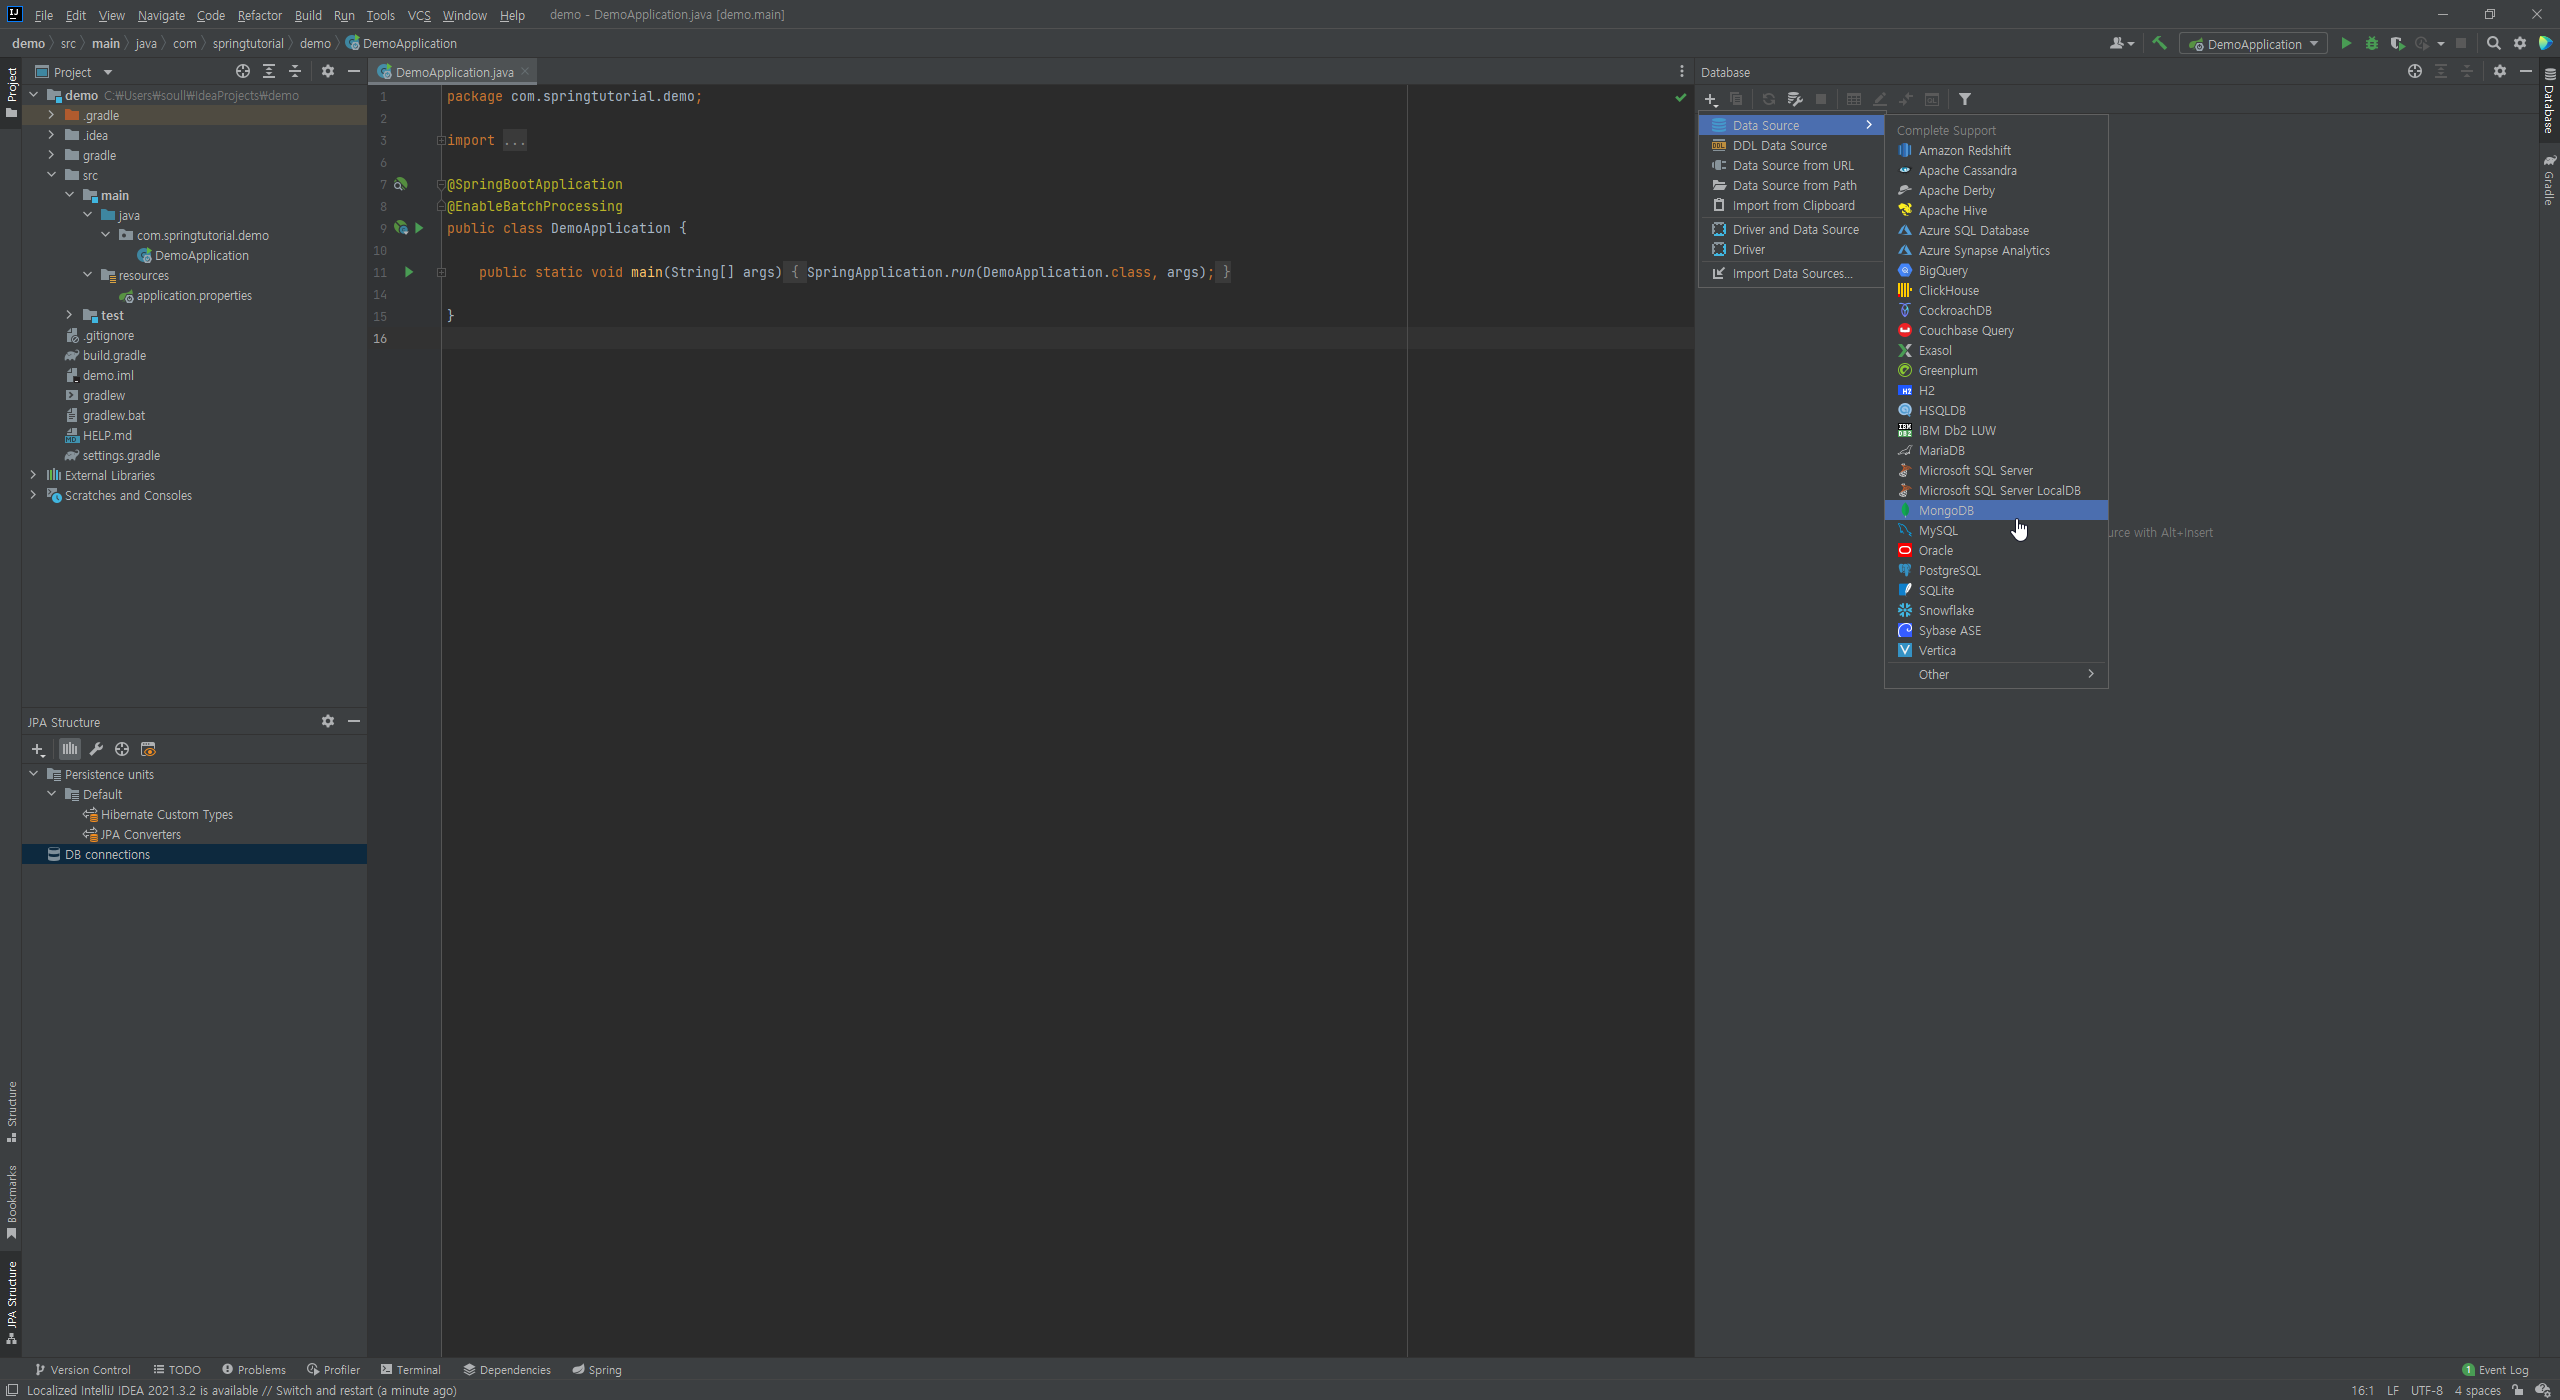 File Edit View Navigate Code Refactor Build Run Tools VCS Window Help demo - DemoApplication.java [demo.main]
demo src main java com springtutorial demo DemoApplication
DemoApplication
Project
Project
demo C:₩Users₩soull₩IdeaProjects₩demo
.gradle
.idea
gradle
src
main
java
com.springtutorial.demo
DemoApplication
resources
application.properties
test
.gitignore
build.gradle
demo.iml
gradlew
gradlew.bat
HELP.md
settings.gradle
External Libraries
Scratches and Consoles
JPA Structure
Persistence units
Default
Hibernate Custom Types
JPA Converters
DB connections
Structure
Bookmarks
JPA Structure
DemoApplication.java
1 package com.springtutorial.demo;
2
3 import ...
6
7 @SpringBootApplication
8 @EnableBatchProcessing
9 public class DemoApplication {
10
11 public static void main(String[] args) { SpringApplication.run(DemoApplication.class, args); }
14
15 }
16
Database
Data Source
DDL Data Source
Data Source from URL
Data Source from Path
Import from Clipboard
Driver and Data Source
Driver
Import Data Sources...
Complete Support
Amazon Redshift
Apache Cassandra
Apache Derby
Apache Hive
Azure SQL Database
Azure Synapse Analytics
BigQuery
ClickHouse
CockroachDB
Couchbase Query
Exasol
Greenplum
H2
HSQLDB
IBM Db2 LUW
MariaDB
Microsoft SQL Server
Microsoft SQL Server LocalDB
MongoDB
MySQL
Oracle
PostgreSQL
SQLite
Snowflake
Sybase ASE
Vertica
Other
urce with Alt+Insert
Database
Gradle
Version Control TODO Problems Profiler Terminal Dependencies Spring
1 Event Log
Localized IntelliJ IDEA 2021.3.2 is available // Switch and restart (a minute ago)
16:1 LF UTF-8 4 spaces